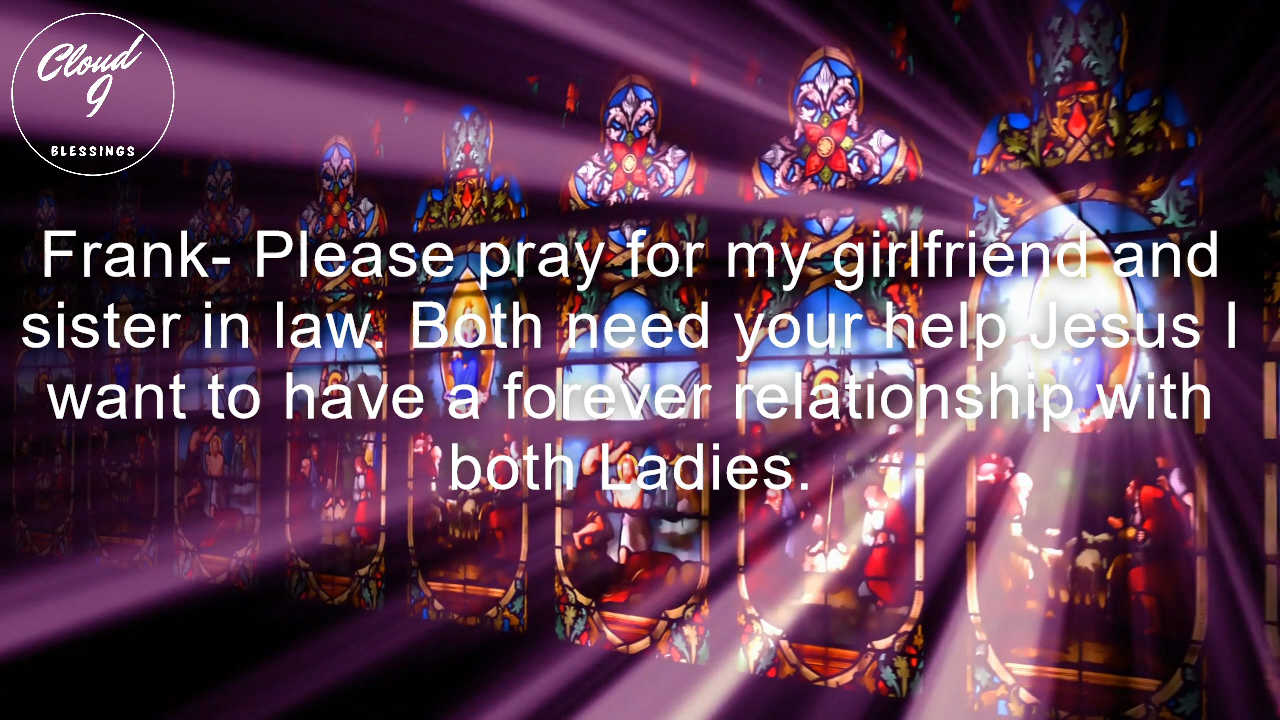 Cloud
9
BLESSINGS
Frank- Please pray for my girlfriend and
sister in law. Both need your help Jesus I
want to have a forever relationship with
both Ladies.